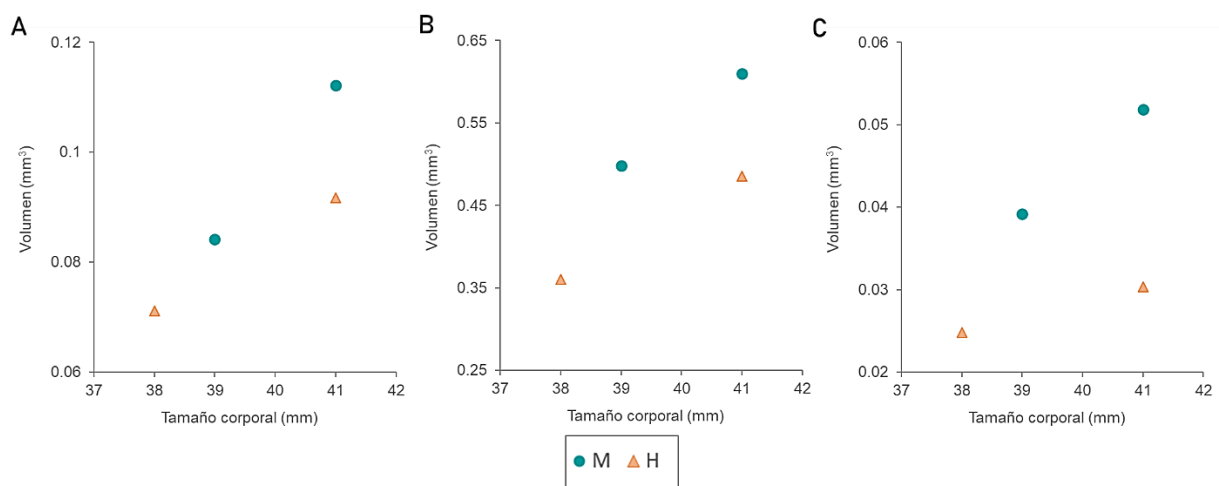 A
0.12
0.1
0.08
0.06
Volumen (mm³)
37 38 39 40 41 42
Tamaño corporal (mm)
B
0.65
0.55
0.45
0.35
0.25
Volumen (mm³)
37 38 39 40 41 42
Tamaño corporal (mm)
C
0.06
0.05
0.04
0.03
0.02
Volumen (mm³)
37 38 39 40 41 42
Tamaño corporal (mm)
M H